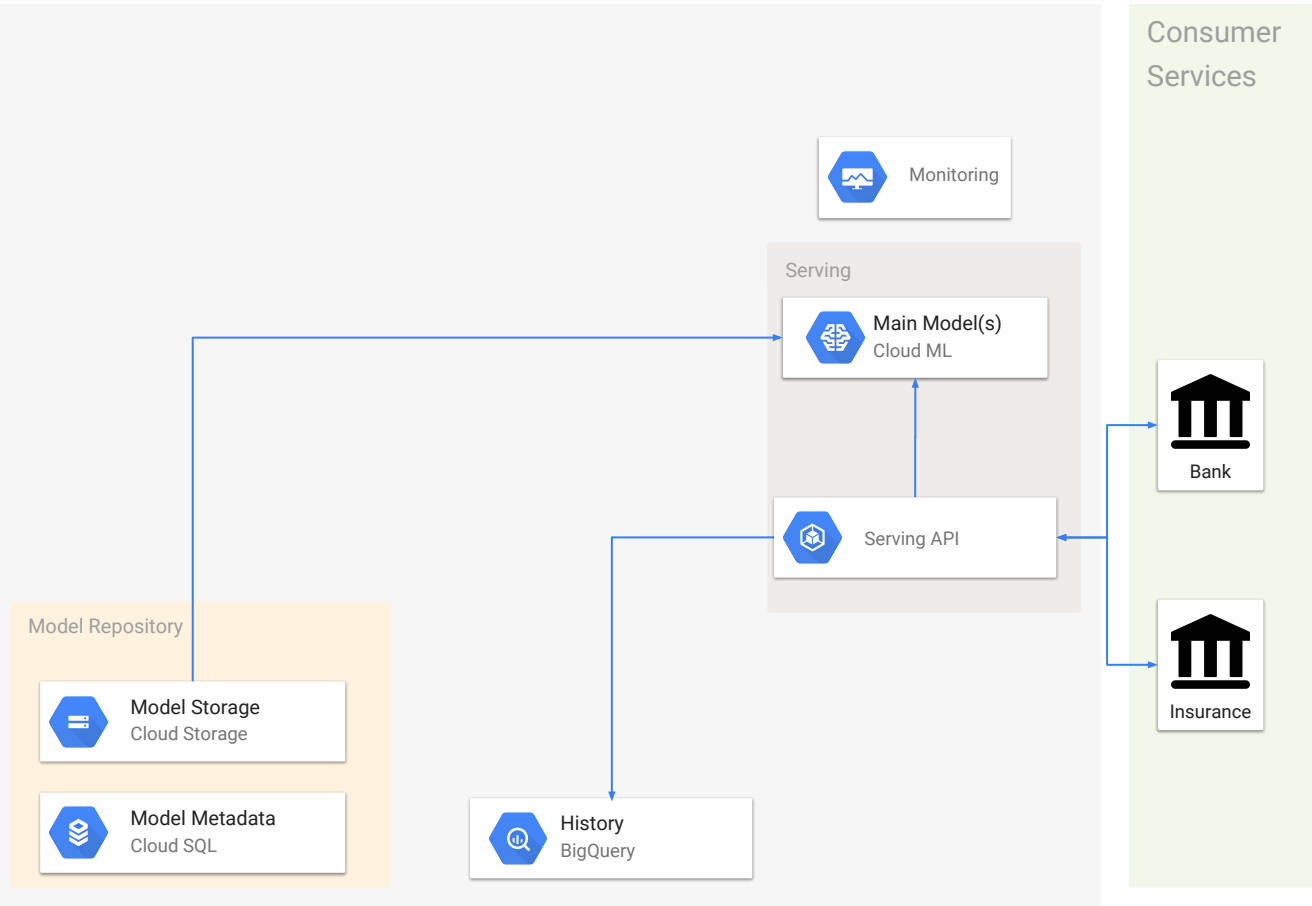 Consumer
Services
Monitoring
Serving
Main Model(s)
Cloud ML
Bank
Serving API
Model Repository
Model Storage
Cloud Storage
Insurance
Model Metadata
Cloud SQL
History
BigQuery